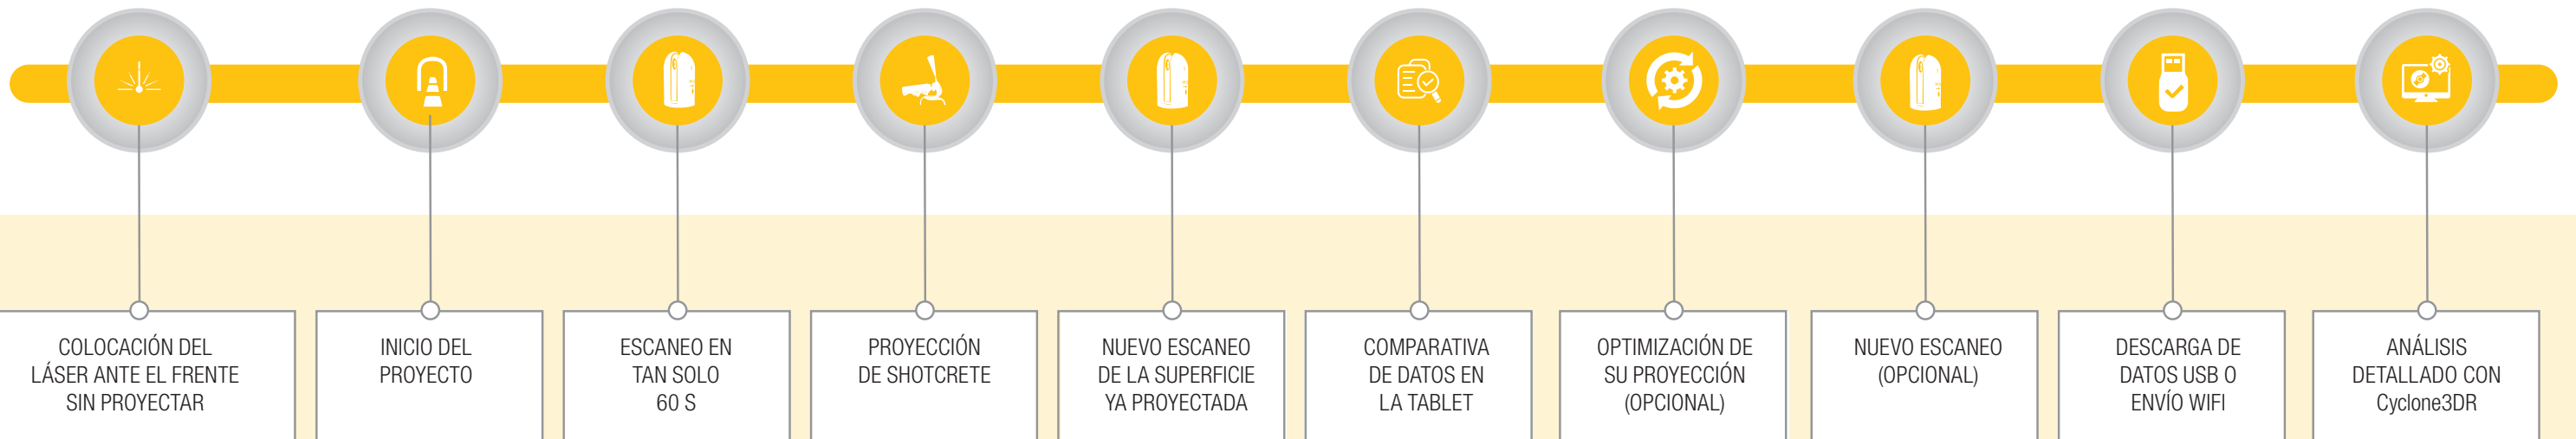 COLOCACIÓN DEL
LÁSER ANTE EL FRENTE
SIN PROYECTAR
INICIO DEL
PROYECTO
ESCANEO EN
TAN SOLO
60 S
PROYECCIÓN
DE SHOTCRETE
NUEVO ESCANEO
DE LA SUPERFICIE
YA PROYECTADA
COMPARATIVA
DE DATOS EN
LA TABLET
OPTIMIZACIÓN DE
SU PROYECCIÓN
(OPCIONAL)
NUEVO ESCANEO
(OPCIONAL)
DESCARGA DE
DATOS USB O
ENVÍO WIFI
ANÁLISIS
DETALLADO CON
Cyclone3DR